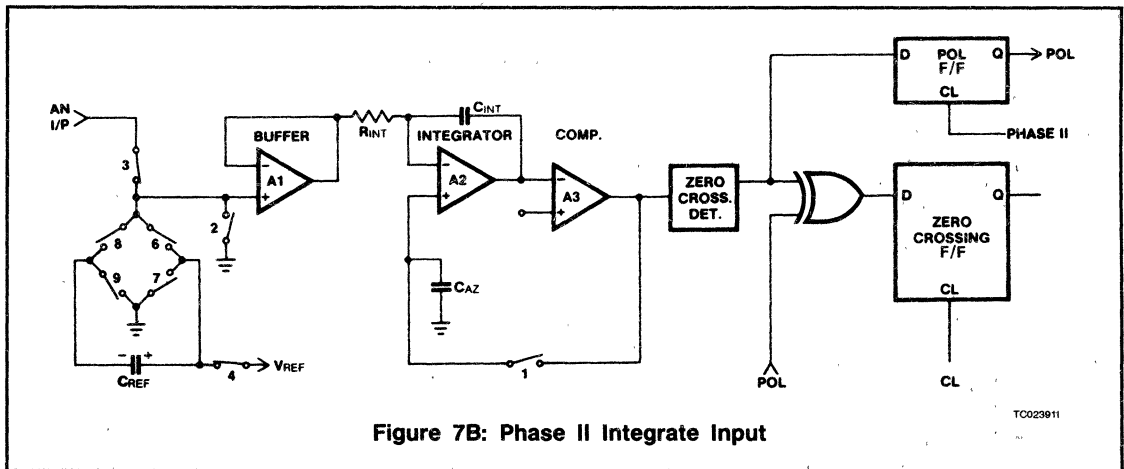 AN
I/P
3
8
6
9
7
2
− +
CREF
4
VREF
BUFFER
−
A1
+
RINT
CINT
INTEGRATOR
−
A2
+
CAZ
1
COMP.
−
A3
+
ZERO
CROSS.
DET.
POL
D POL Q
F/F
CL
POL
PHASE II
D Q
ZERO
CROSSING
F/F
CL
CL
TC023911
Figure 7B: Phase II Integrate Input